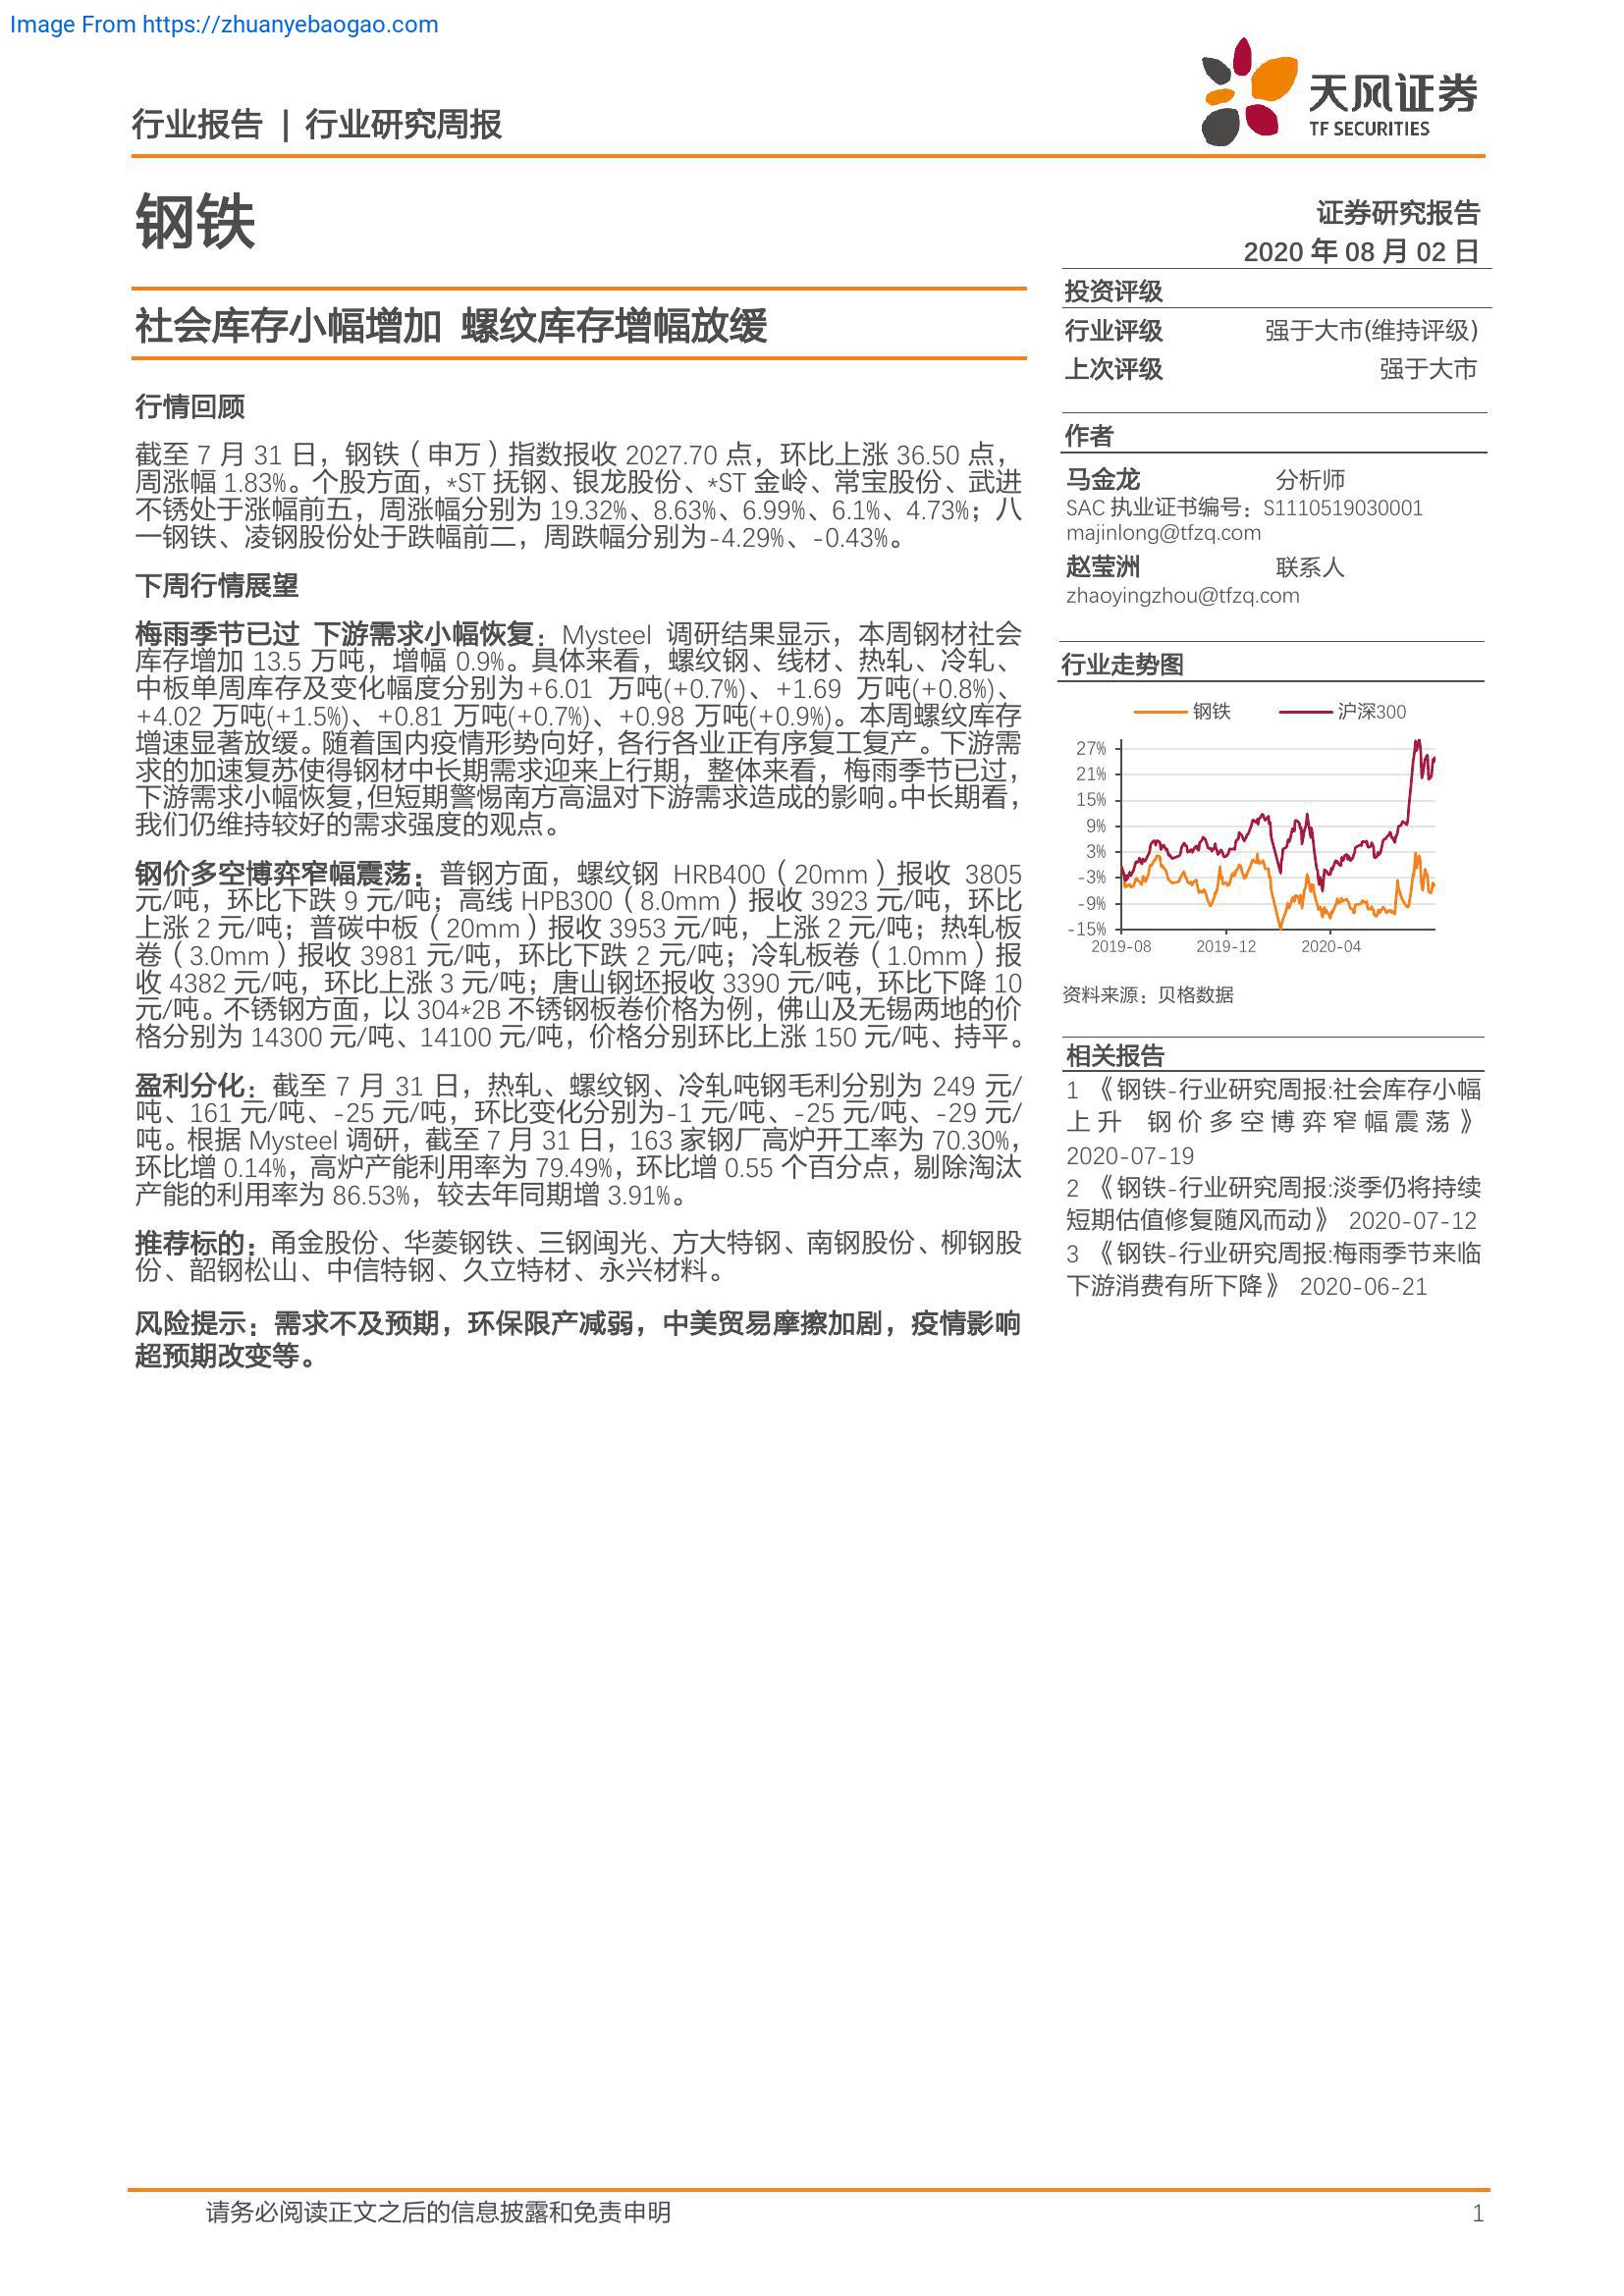 Image From https://zhuanyebaogao.com
行业报告 | 行业研究周报
天风证券
TF SECURITIES
钢铁
证券研究报告
2020 年 08 月 02 日
社会库存小幅增加 螺纹库存增幅放缓
行情回顾
截至 7 月 31 日，钢铁（申万）指数报收 2027.70 点，环比上涨 36.50 点，
周涨幅 1.83%。个股方面，*ST 抚钢、银龙股份、*ST 金岭、常宝股份、武进
不锈处于涨幅前五，周涨幅分别为 19.32%、8.63%、6.99%、6.1%、4.73%；八
一钢铁、凌钢股份处于跌幅前二，周跌幅分别为-4.29%、-0.43%。
下周行情展望
梅雨季节已过 下游需求小幅恢复：Mysteel 调研结果显示，本周钢材社会
库存增加 13.5 万吨，增幅 0.9%。具体来看，螺纹钢、线材、热轧、冷轧、
中板单周库存及变化幅度分别为+6.01 万吨(+0.7%)、+1.69 万吨(+0.8%)、
+4.02 万吨(+1.5%)、+0.81 万吨(+0.7%)、+0.98 万吨(+0.9%)。本周螺纹库存
增速显著放缓。随着国内疫情形势向好，各行各业正有序复工复产。下游需
求的加速复苏使得钢材中长期需求迎来上行期，整体来看，梅雨季节已过，
下游需求小幅恢复，但短期警惕南方高温对下游需求造成的影响。中长期看，
我们仍维持较好的需求强度的观点。
钢价多空博弈窄幅震荡：普钢方面，螺纹钢 HRB400（20mm）报收 3805
元/吨，环比下跌 9 元/吨；高线 HPB300（8.0mm）报收 3923 元/吨，环比
上涨 2 元/吨；普碳中板（20mm）报收 3953 元/吨，上涨 2 元/吨；热轧板
卷（3.0mm）报收 3981 元/吨，环比下跌 2 元/吨；冷轧板卷（1.0mm）报
收 4382 元/吨，环比上涨 3 元/吨；唐山钢坯报收 3390 元/吨，环比下降 10
元/吨。不锈钢方面，以 304*2B 不锈钢板卷价格为例，佛山及无锡两地的价
格分别为 14300 元/吨、14100 元/吨，价格分别环比上涨 150 元/吨、持平。
盈利分化：截至 7 月 31 日，热轧、螺纹钢、冷轧吨钢毛利分别为 249 元/
吨、161 元/吨、-25 元/吨，环比变化分别为-1 元/吨、-25 元/吨、-29 元/
吨。根据 Mysteel 调研，截至 7 月 31 日，163 家钢厂高炉开工率为 70.30%，
环比增 0.14%，高炉产能利用率为 79.49%，环比增 0.55 个百分点，剔除淘汰
产能的利用率为 86.53%，较去年同期增 3.91%。
推荐标的：甬金股份、华菱钢铁、三钢闽光、方大特钢、南钢股份、柳钢股
份、韶钢松山、中信特钢、久立特材、永兴材料。
风险提示：需求不及预期，环保限产减弱，中美贸易摩擦加剧，疫情影响
超预期改变等。
投资评级
行业评级 强于大市(维持评级)
上次评级 强于大市
作者
马金龙 分析师
SAC 执业证书编号：S1110519030001
majinlong@tfzq.com
赵莹洲 联系人
zhaoyingzhou@tfzq.com
行业走势图
钢铁 沪深300
27%
21%
15%
9%
3%
-3%
-9%
-15%
2019-08 2019-12 2020-04
资料来源：贝格数据
相关报告
1 《钢铁-行业研究周报:社会库存小幅
上升 钢价多空博弈窄幅震荡》
2020-07-19
2 《钢铁-行业研究周报:淡季仍将持续
短期估值修复随风而动》 2020-07-12
3 《钢铁-行业研究周报:梅雨季节来临
下游消费有所下降》 2020-06-21
请务必阅读正文之后的信息披露和免责申明 1